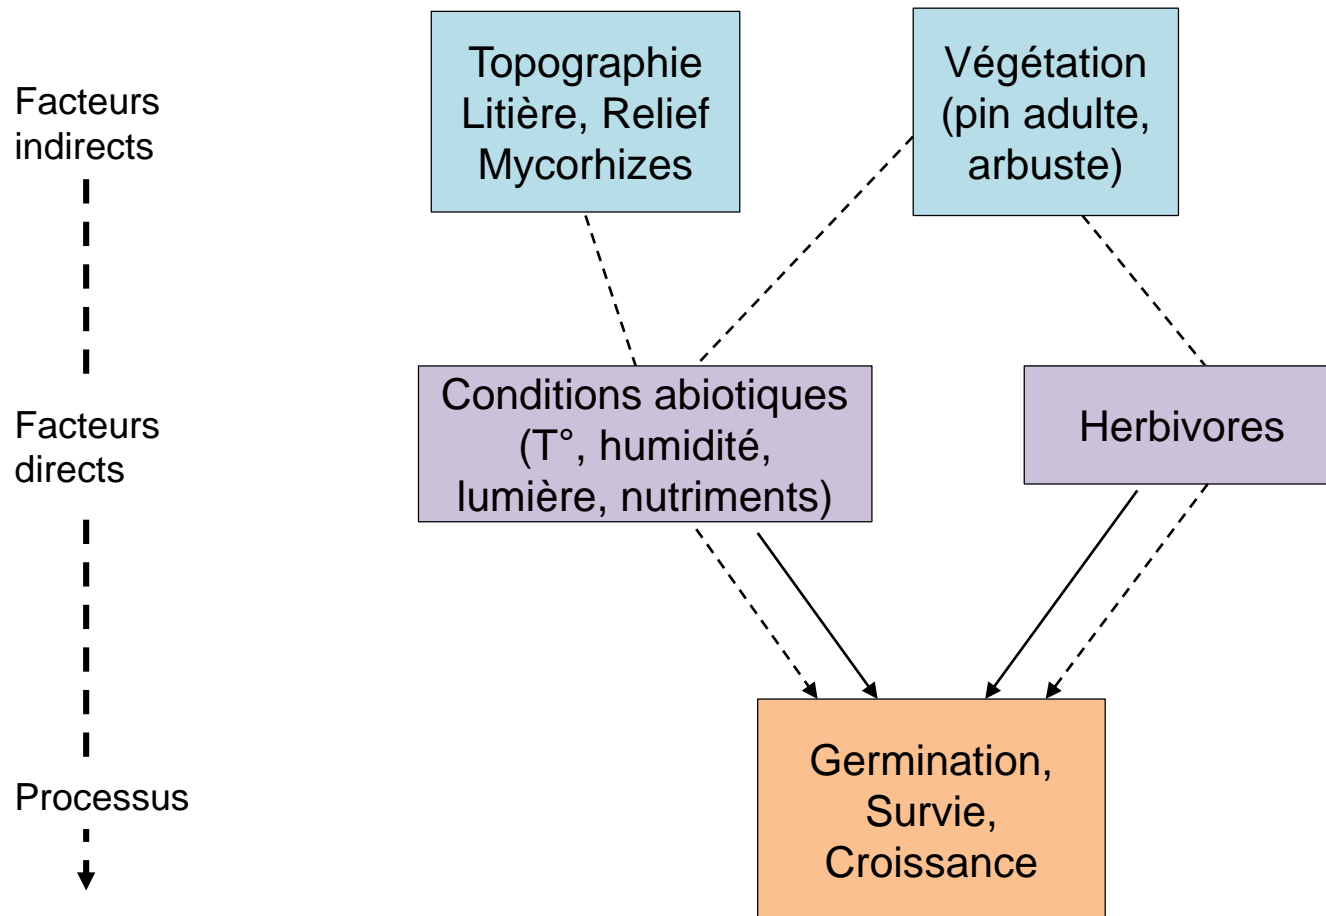 Facteurs
indirects
Topographie
Litière, Relief
Mycorhizes
Végétation
(pin adulte,
arbuste)
Facteurs
directs
Conditions abiotiques
(T°, humidité,
lumière, nutriments)
Herbivores
Processus
Germination,
Survie,
Croissance